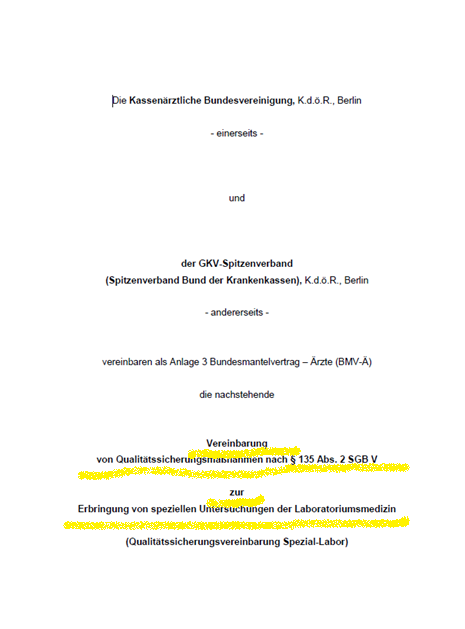 Die Kassenärztliche Bundesvereinigung, K.d.ö.R., Berlin
- einerseits -
und
der GKV-Spitzenverband
(Spitzenverband Bund der Krankenkassen), K.d.ö.R., Berlin
- andererseits -
vereinbaren als Anlage 3 Bundesmantelvertrag – Ärzte (BMV-Ä)
die nachstehende
Vereinbarung
von Qualitätssicherungsmaßnahmen nach § 135 Abs. 2 SGB V
zur
Erbringung von speziellen Untersuchungen der Laboratoriumsmedizin
(Qualitätssicherungsvereinbarung Spezial-Labor)